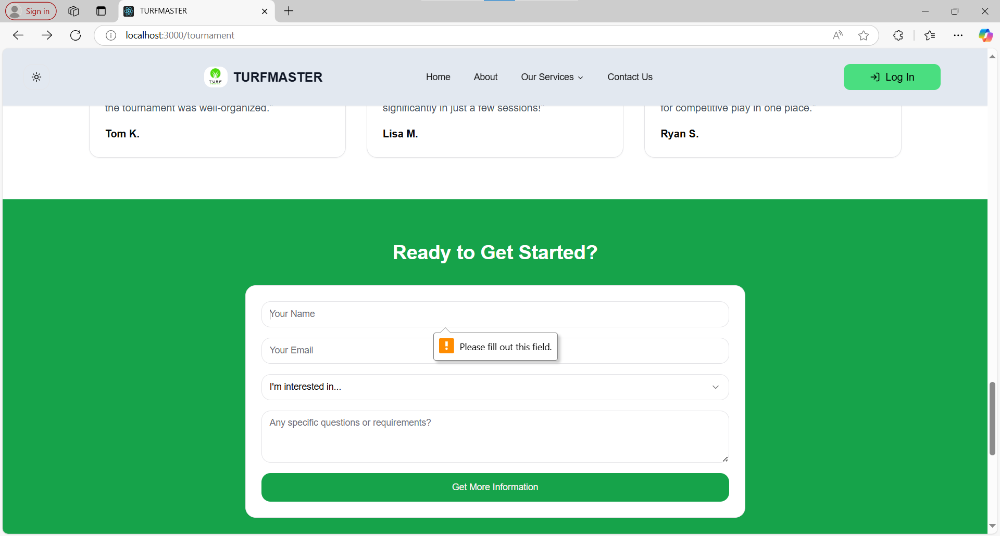 Sign in
TURFMASTER
localhost:3000/tournament
TURF
TURFMASTER
Home
About
Our Services
Contact Us
Log In
the tournament was well-organized."
significantly in just a few sessions!"
for competitive play in one place."
Tom K.
Lisa M.
Ryan S.
Ready to Get Started?
Your Name
Please fill out this field.
Your Email
I'm interested in...
Any specific questions or requirements?
Get More Information